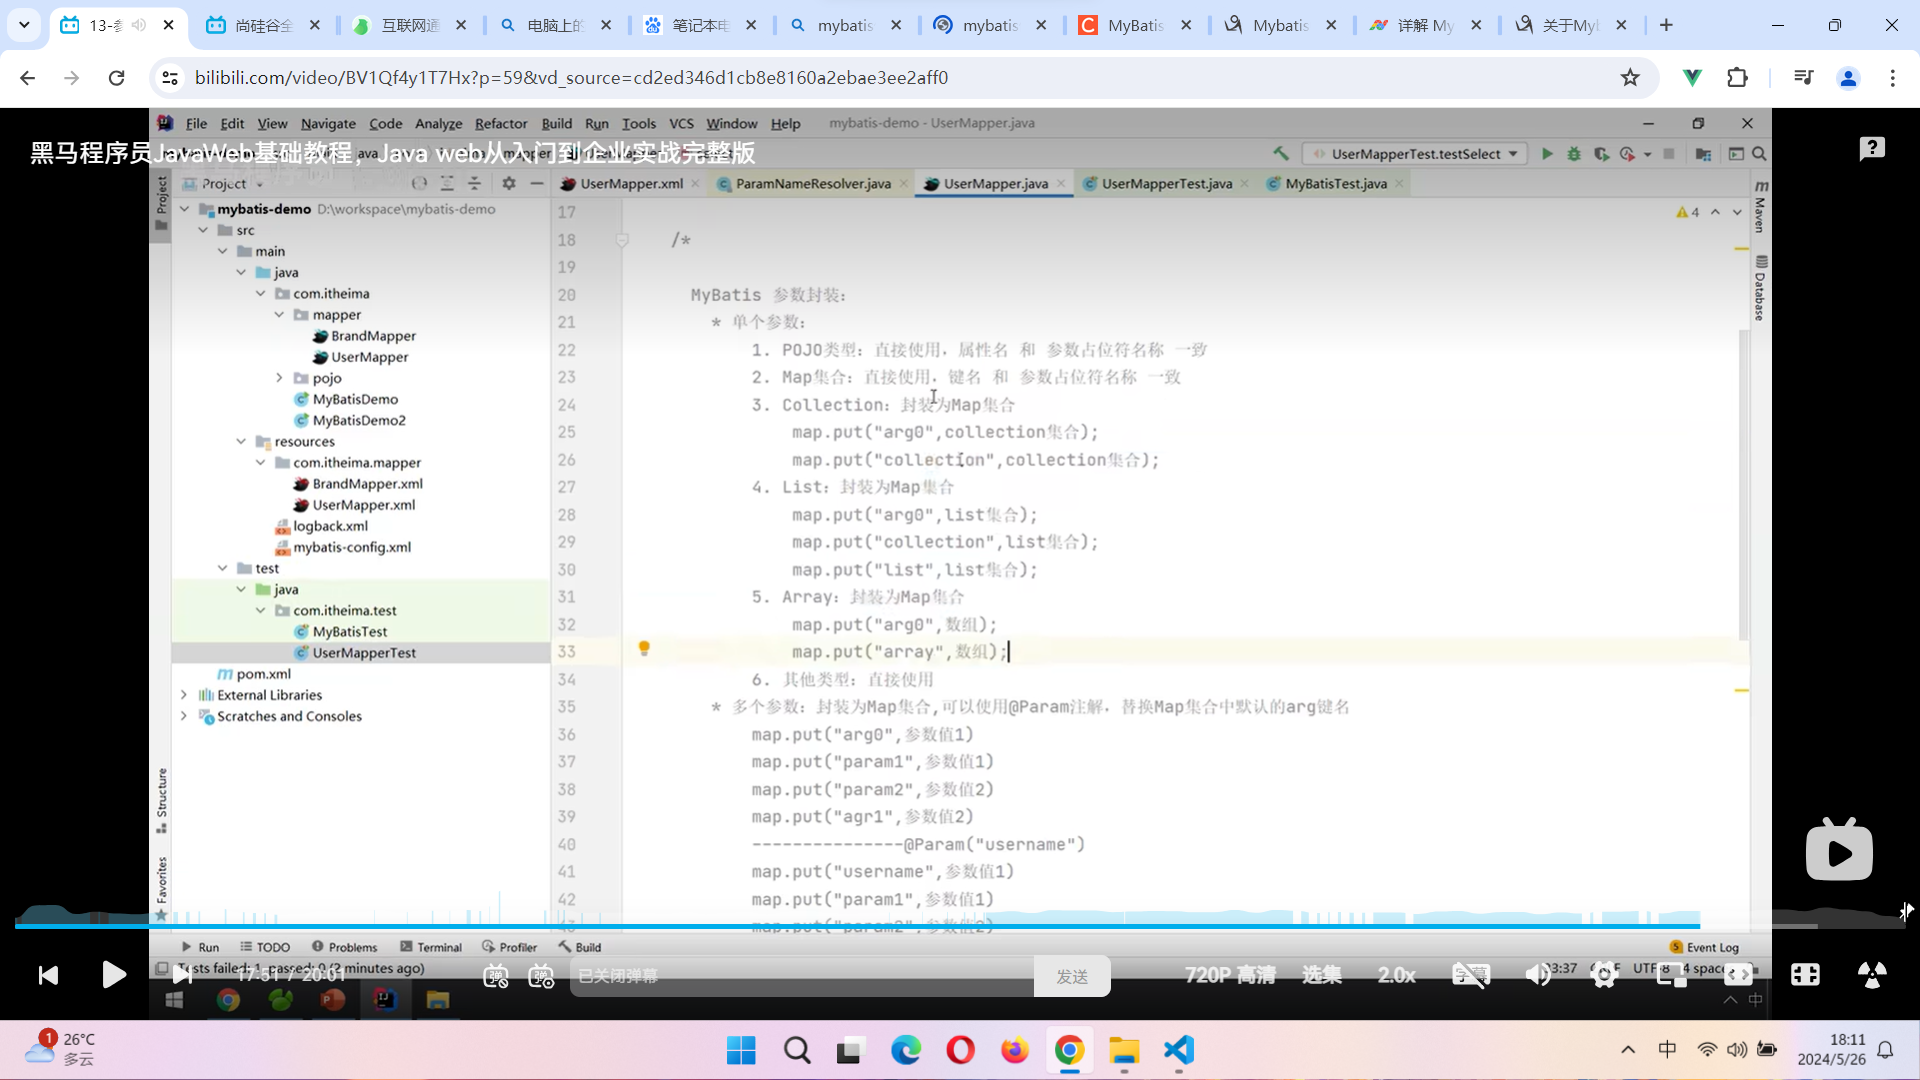 13-参
尚硅谷全
互联网通
电脑上的
笔记本电
mybatis
mybatis
MyBatis
Mybatis
详解 My
关于Myl
bilibili.com/video/BV1Qf4y1T7Hx?p=59&vd_source=cd2ed346d1cb8e8160a2ebae3ee2aff0
File Edit View Navigate Code Analyze Refactor Build Run Tools VCS Window Help mybatis-demo - UserMapper.java
黑马程序员JavaWeb基础教程，Java web从入门到企业实战完整版
UserMapperTest.testSelect
Project
UserMapper.xml ParamNameResolver.java UserMapper.java UserMapperTest.java MyBatisTest.java
Project
Maven
Database
Structure
Favorites
mybatis-demo D:\workspace\mybatis-demo
src
main
java
com.itheima
mapper
BrandMapper
UserMapper
pojo
MyBatisDemo
MyBatisDemo2
resources
com.itheima.mapper
BrandMapper.xml
UserMapper.xml
logback.xml
mybatis-config.xml
test
java
com.itheima.test
MyBatisTest
UserMapperTest
pom.xml
External Libraries
Scratches and Consoles
4
17
18 /*
19
20 MyBatis 参数封装：
21 * 单个参数：
22 1. POJO类型：直接使用，属性名 和 参数占位符名称 一致
23 2. Map集合：直接使用，键名 和 参数占位符名称 一致
24 3. Collection：封装为Map集合
25 map.put("arg0",collection集合);
26 map.put("collection",collection集合);
27 4. List：封装为Map集合
28 map.put("arg0",list集合);
29 map.put("collection",list集合);
30 map.put("list",list集合);
31 5. Array：封装为Map集合
32 map.put("arg0",数组);
33 map.put("array",数组);
34 6. 其他类型：直接使用
35 * 多个参数：封装为Map集合,可以使用@Param注解，替换Map集合中默认的arg键名
36 map.put("arg0",参数值1)
37 map.put("param1",参数值1)
38 map.put("param2",参数值2)
39 map.put("agr1",参数值2)
40 ---------------@Param("username")
41 map.put("username",参数值1)
42 map.put("param1",参数值1)
43 map.put("param2",参数值2)
Run TODO Problems Terminal Profiler Build Event Log
Tests failed: 1, passed: 0 (2 minutes ago)
17:51 / 20:01
已关闭弹幕
发送
720P 高清
选集
2.0x
字幕
33:37
UTF-8
4 spaces
中
1
26°C
多云
中
18:11
2024/5/26